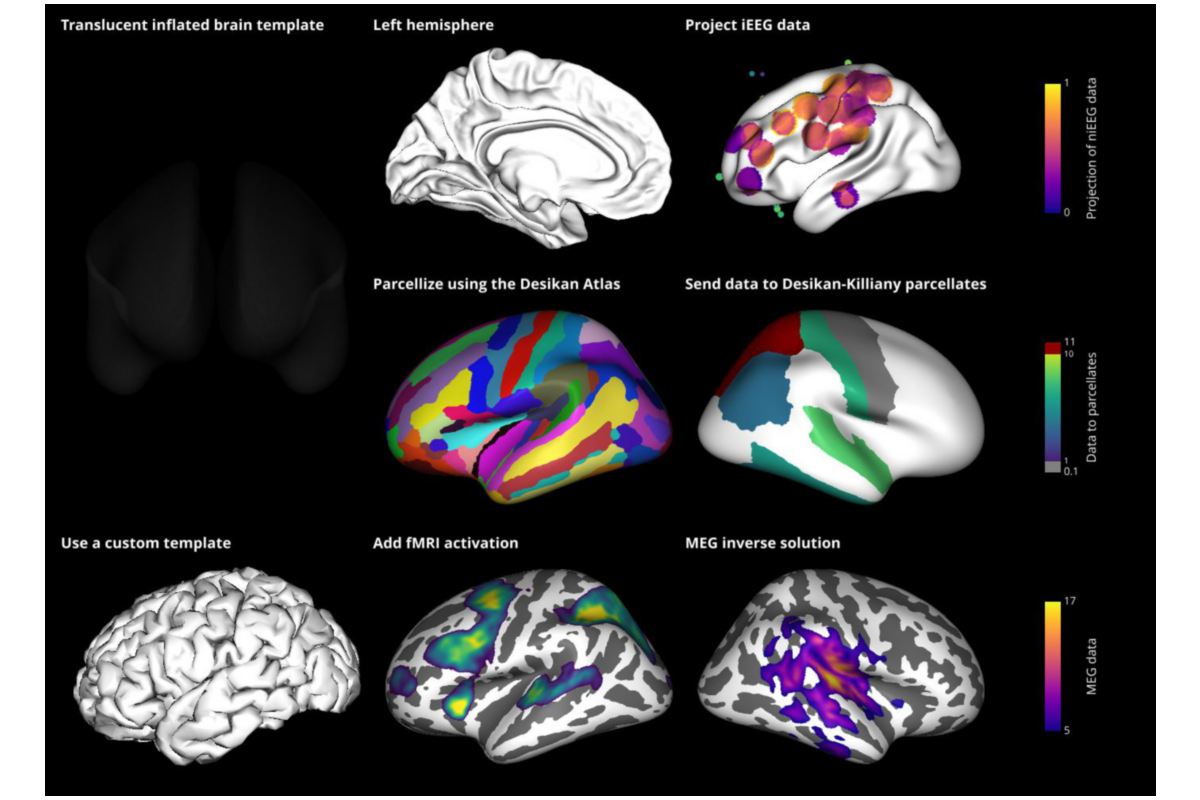 Translucent inflated brain template
Left hemisphere
Project iEEG data
1
0
Projection of niEEG data
Parcellize using the Desikan Atlas
Send data to Desikan-Killiany parcellates
11
10
1
0.1
Data to parcellates
Use a custom template
Add fMRI activation
MEG inverse solution
17
5
MEG data